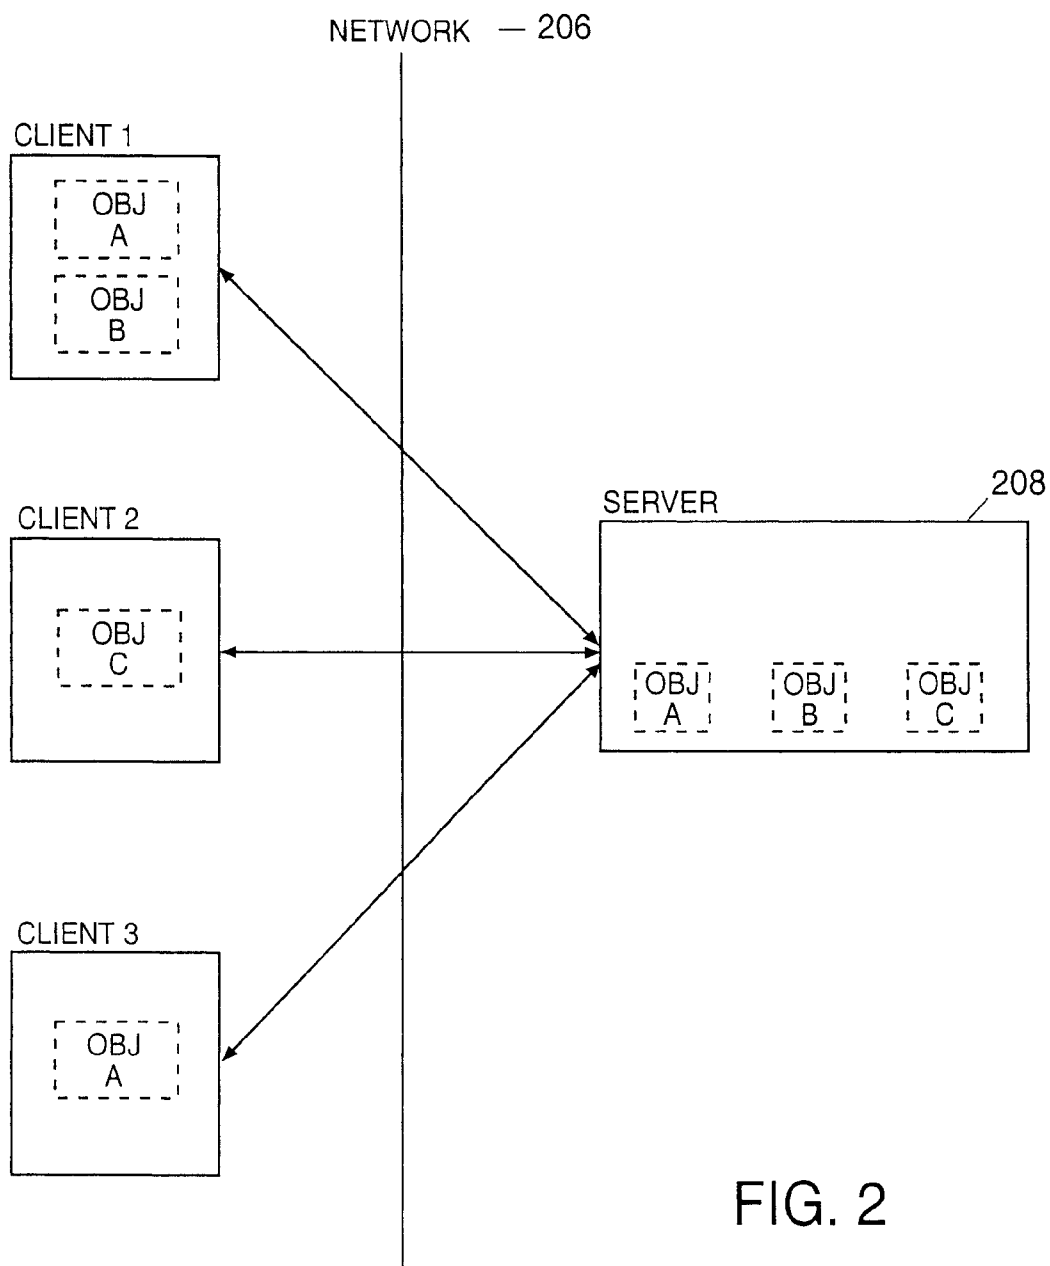 NETWORK — 206
CLIENT 1
OBJ
A
OBJ
B
CLIENT 2
OBJ
C
SERVER
208
OBJ
A
OBJ
B
OBJ
C
CLIENT 3
OBJ
A
FIG. 2